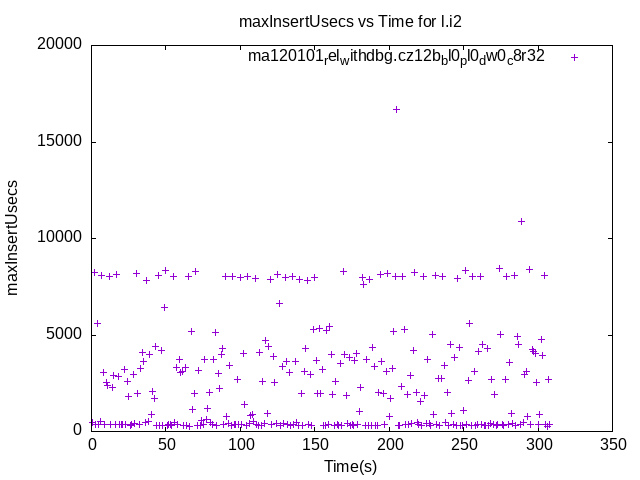 maxInsertUsecs vs Time for l.i2
ma120101_rel_withdbg.cz12b_bl0_pl0_dw0_c8r32
20000
15000
10000
5000
0
maxInsertUsecs
0 50 100 150 200 250 300 350
Time(s)